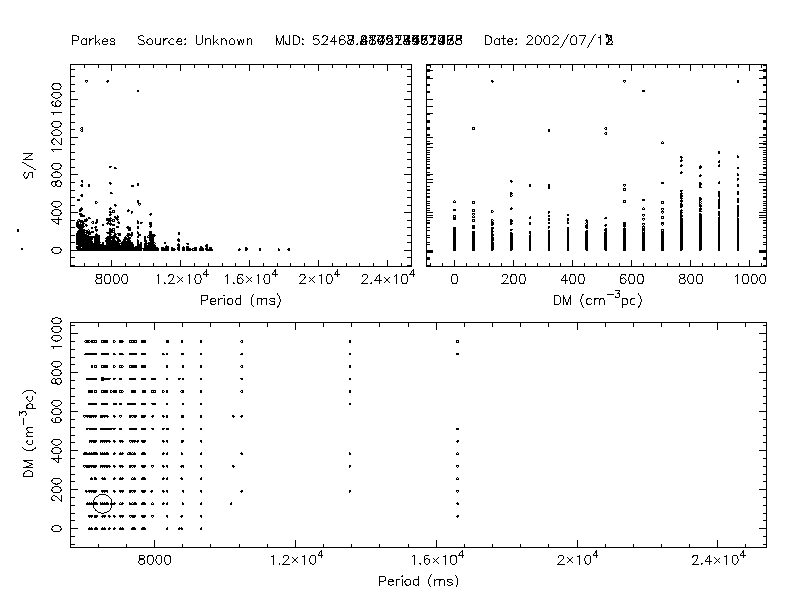 Parkes Source: Unknown MJD: Date: 2002/07/
S/N
0 400 800 1200 1600
8000 1.2×10⁴ 1.6×10⁴ 2×10⁴ 2.4×10⁴
Period (ms)
0 200 400 600 800 1000
DM (cm⁻³pc)
DM (cm⁻³pc)
0 200 400 600 800 1000
8000 1.2×10⁴ 1.6×10⁴ 2×10⁴ 2.4×10⁴
Period (ms)